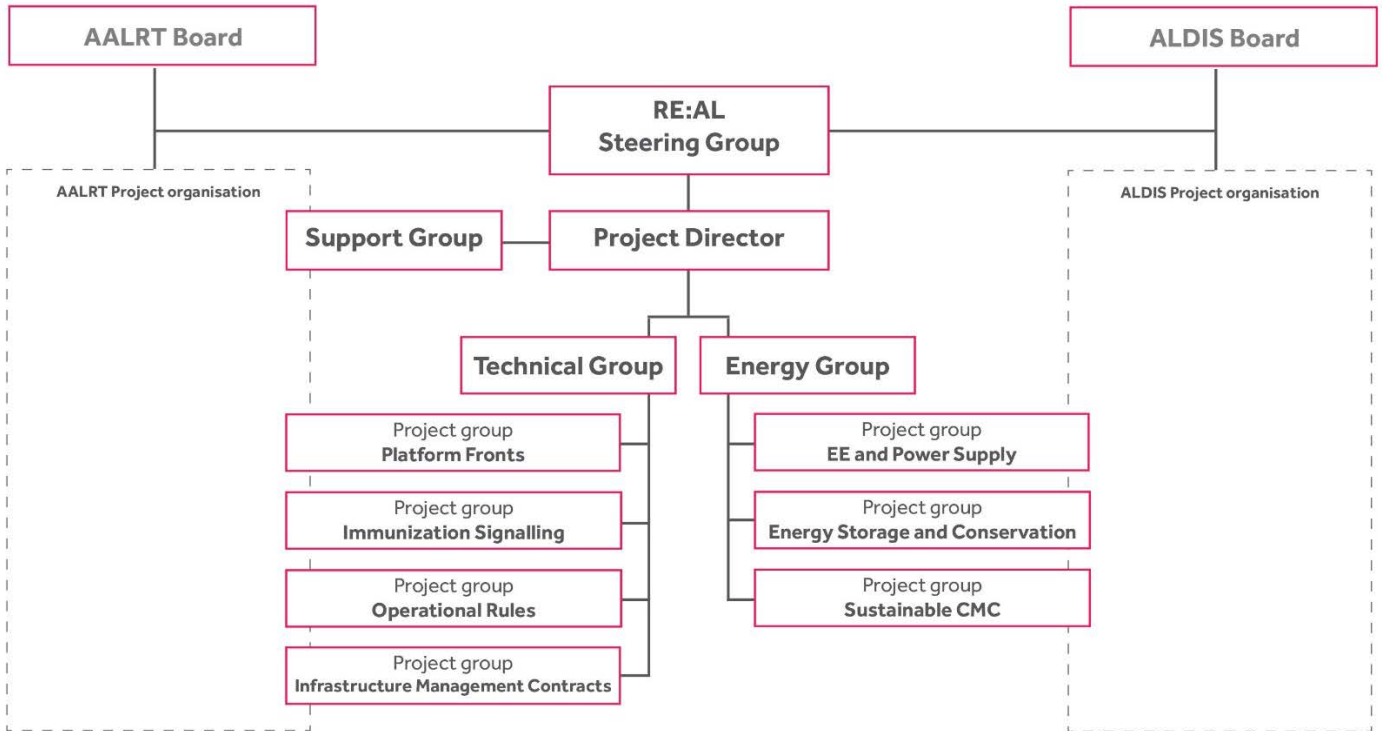 AALRT Board
ALDIS Board
RE:AL
Steering Group
AALRT Project organisation
ALDIS Project organisation
Support Group
Project Director
Technical Group
Energy Group
Project group
Platform Fronts
Project group
Immunization Signalling
Project group
Operational Rules
Project group
Infrastructure Management Contracts
Project group
EE and Power Supply
Project group
Energy Storage and Conservation
Project group
Sustainable CMC